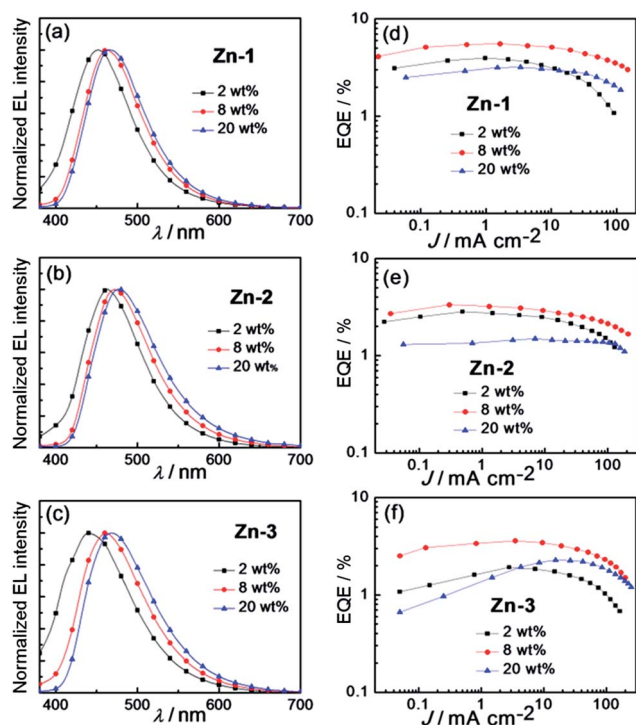 (a)
Zn-1
2 wt%
8 wt%
20 wt%
Normalized EL intensity
400 500 600 700
λ / nm
(d)
10
1
0.1
EQE / %
Zn-1
2 wt%
8 wt%
20 wt%
0.1 1 10 100
J / mA cm-2
(b)
Zn-2
2 wt%
8 wt%
20 wt%
Normalized EL intensity
400 500 600 700
λ / nm
(e)
10
1
0.1
EQE / %
Zn-2
2 wt%
8 wt%
20 wt%
0.1 1 10 100
J / mA cm-2
(c)
Zn-3
2 wt%
8 wt%
20 wt%
Normalized EL intensity
400 500 600 700
λ / nm
(f)
10
1
0.1
EQE / %
Zn-3
2 wt%
8 wt%
20 wt%
0.1 1 10 100
J / mA cm-2